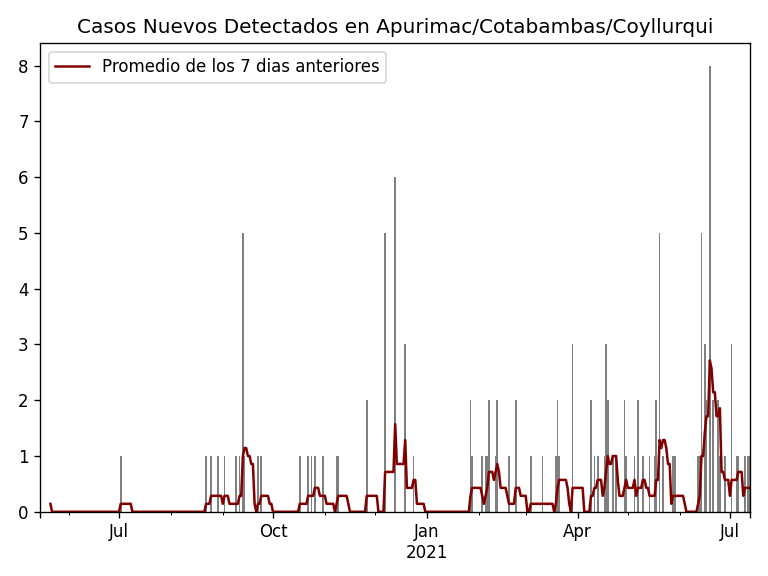 Casos Nuevos Detectados en Apurimac/Cotabambas/Coyllurqui
Promedio de los 7 dias anteriores
8
7
6
5
4
3
2
1
0
Jul
Oct
Jan
2021
Apr
Jul